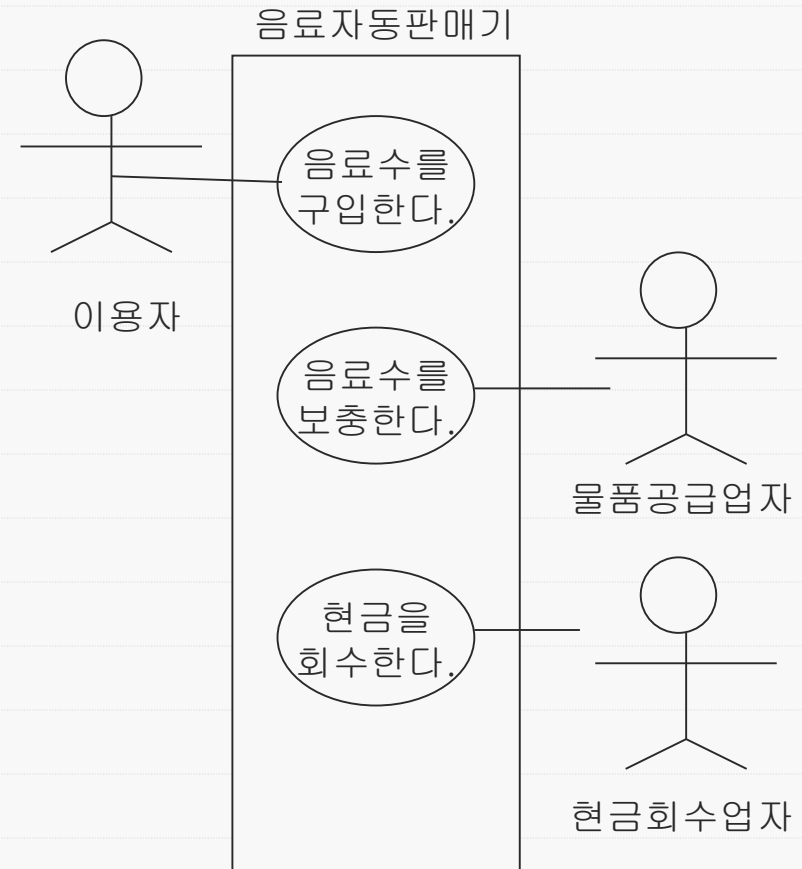 음료자동판매기
음료수를
구입한다.
이용자
음료수를
보충한다.
물품공급업자
현금을
회수한다.
현금회수업자